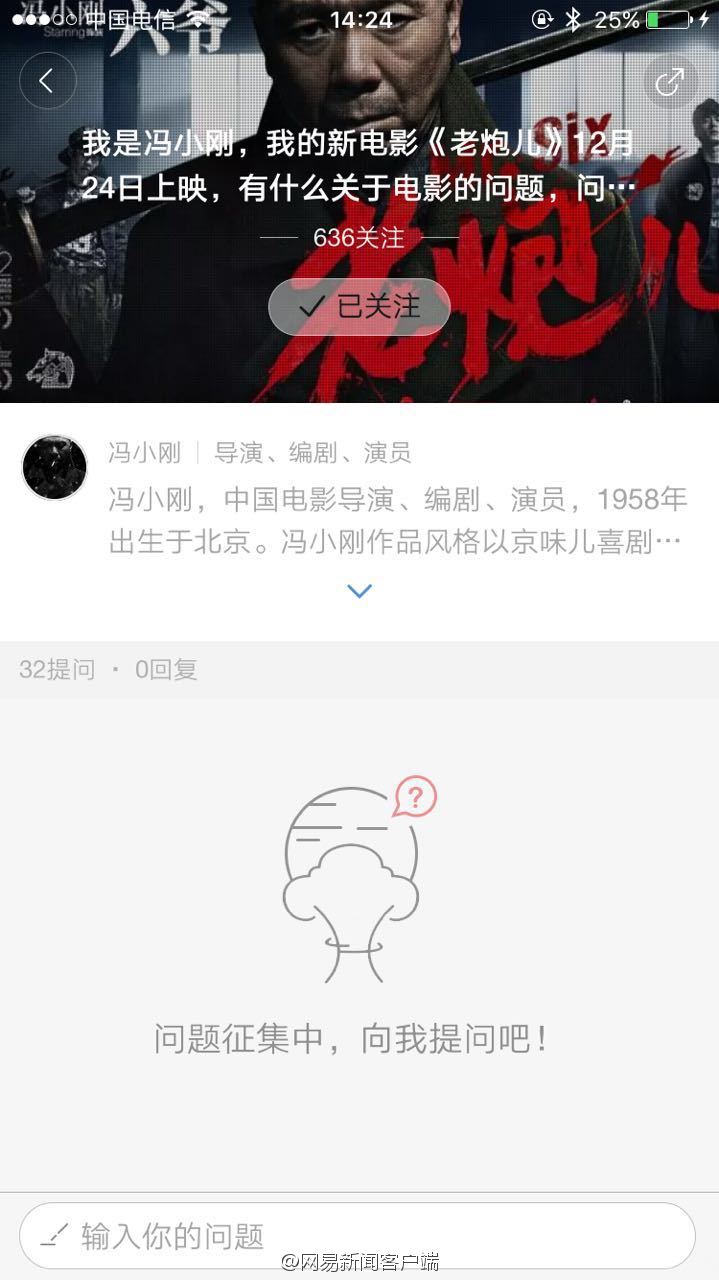 冯小刚
Starring
六爷
中国电信
14:24
25%
我是冯小刚，我的新电影《老炮儿》12月
24日上映，有什么关于电影的问题，问…
Mr.Six
老炮儿
636关注
已关注
冯小刚｜导演、编剧、演员
冯小刚，中国电影导演、编剧、演员，1958年
出生于北京。冯小刚作品风格以京味儿喜剧…
32提问 · 0回复
?
问题征集中，向我提问吧！
输入你的问题
@网易新闻客户端